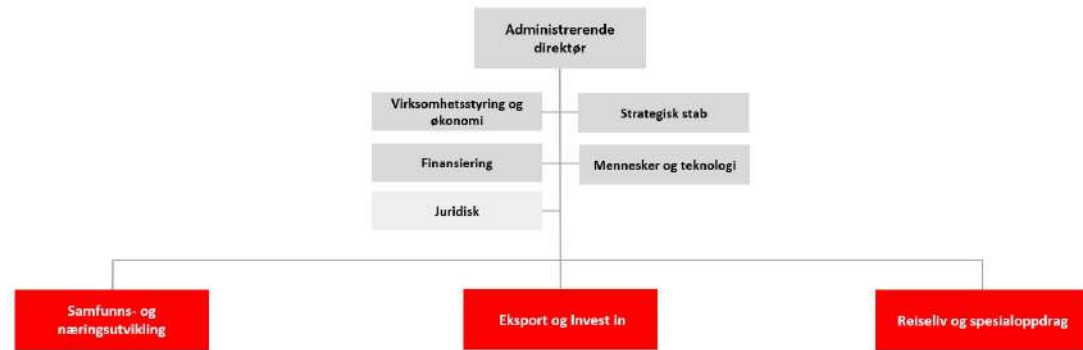 Administrerende
direktør
Virksomhetsstyring og
økonomi
Strategisk stab
Finansiering
Mennesker og teknologi
Juridisk
Samfunns- og
næringsutvikling
Eksport og Invest in
Reiseliv og spesialoppdrag